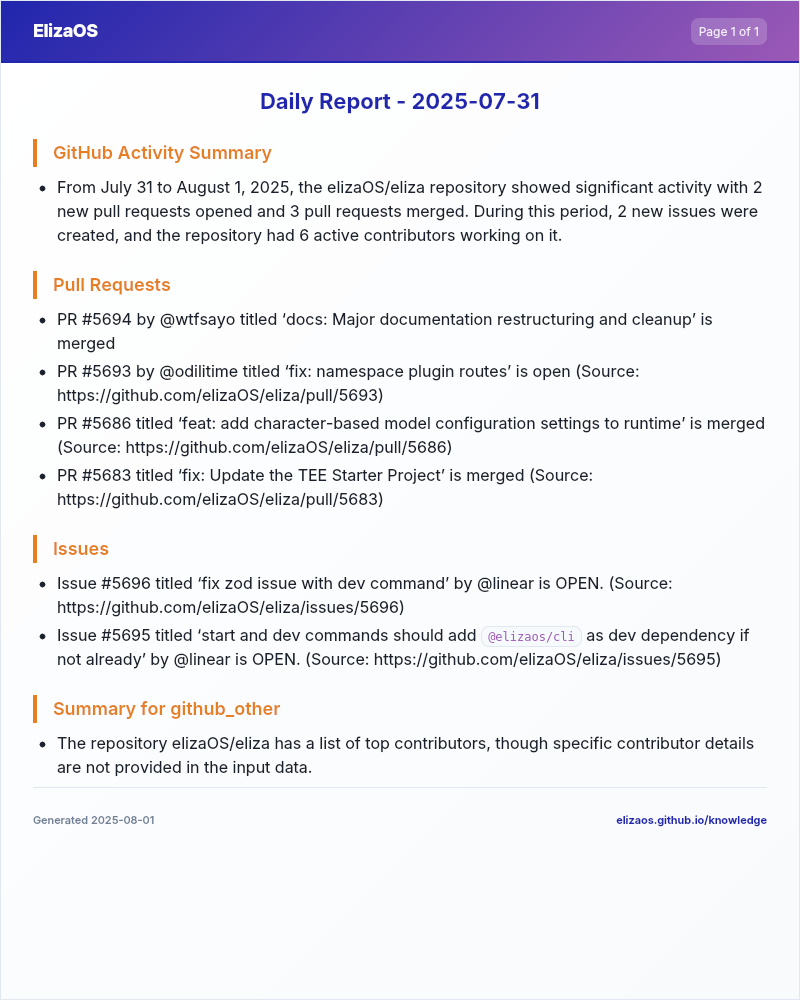 ElizaOS
Page 1 of 1
Daily Report - 2025-07-31
GitHub Activity Summary
• From July 31 to August 1, 2025, the elizaOS/eliza repository showed significant activity with 2
new pull requests opened and 3 pull requests merged. During this period, 2 new issues were
created, and the repository had 6 active contributors working on it.
Pull Requests
• PR #5694 by @wtfsayo titled ‘docs: Major documentation restructuring and cleanup’ is
merged
• PR #5693 by @odilitime titled ‘fix: namespace plugin routes’ is open (Source:
https://github.com/elizaOS/eliza/pull/5693)
• PR #5686 titled ‘feat: add character-based model configuration settings to runtime’ is merged
(Source: https://github.com/elizaOS/eliza/pull/5686)
• PR #5683 titled ‘fix: Update the TEE Starter Project’ is merged (Source:
https://github.com/elizaOS/eliza/pull/5683)
Issues
• Issue #5696 titled ‘fix zod issue with dev command’ by @linear is OPEN. (Source:
https://github.com/elizaOS/eliza/issues/5696)
• Issue #5695 titled ‘start and dev commands should add @elizaos/cli as dev dependency if
not already’ by @linear is OPEN. (Source: https://github.com/elizaOS/eliza/issues/5695)
Summary for github_other
• The repository elizaOS/eliza has a list of top contributors, though specific contributor details
are not provided in the input data.
Generated 2025-08-01
elizaos.github.io/knowledge